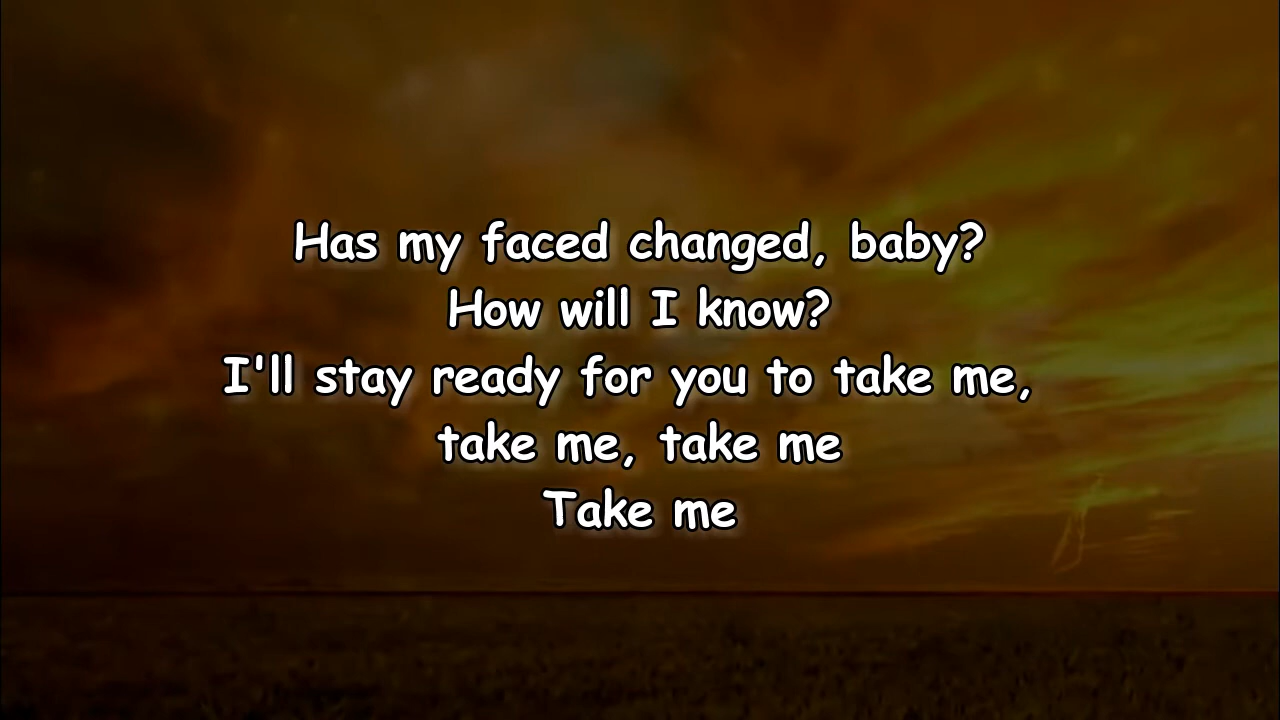 Has my faced changed, baby?
How will I know?
I'll stay ready for you to take me,
take me, take me
Take me